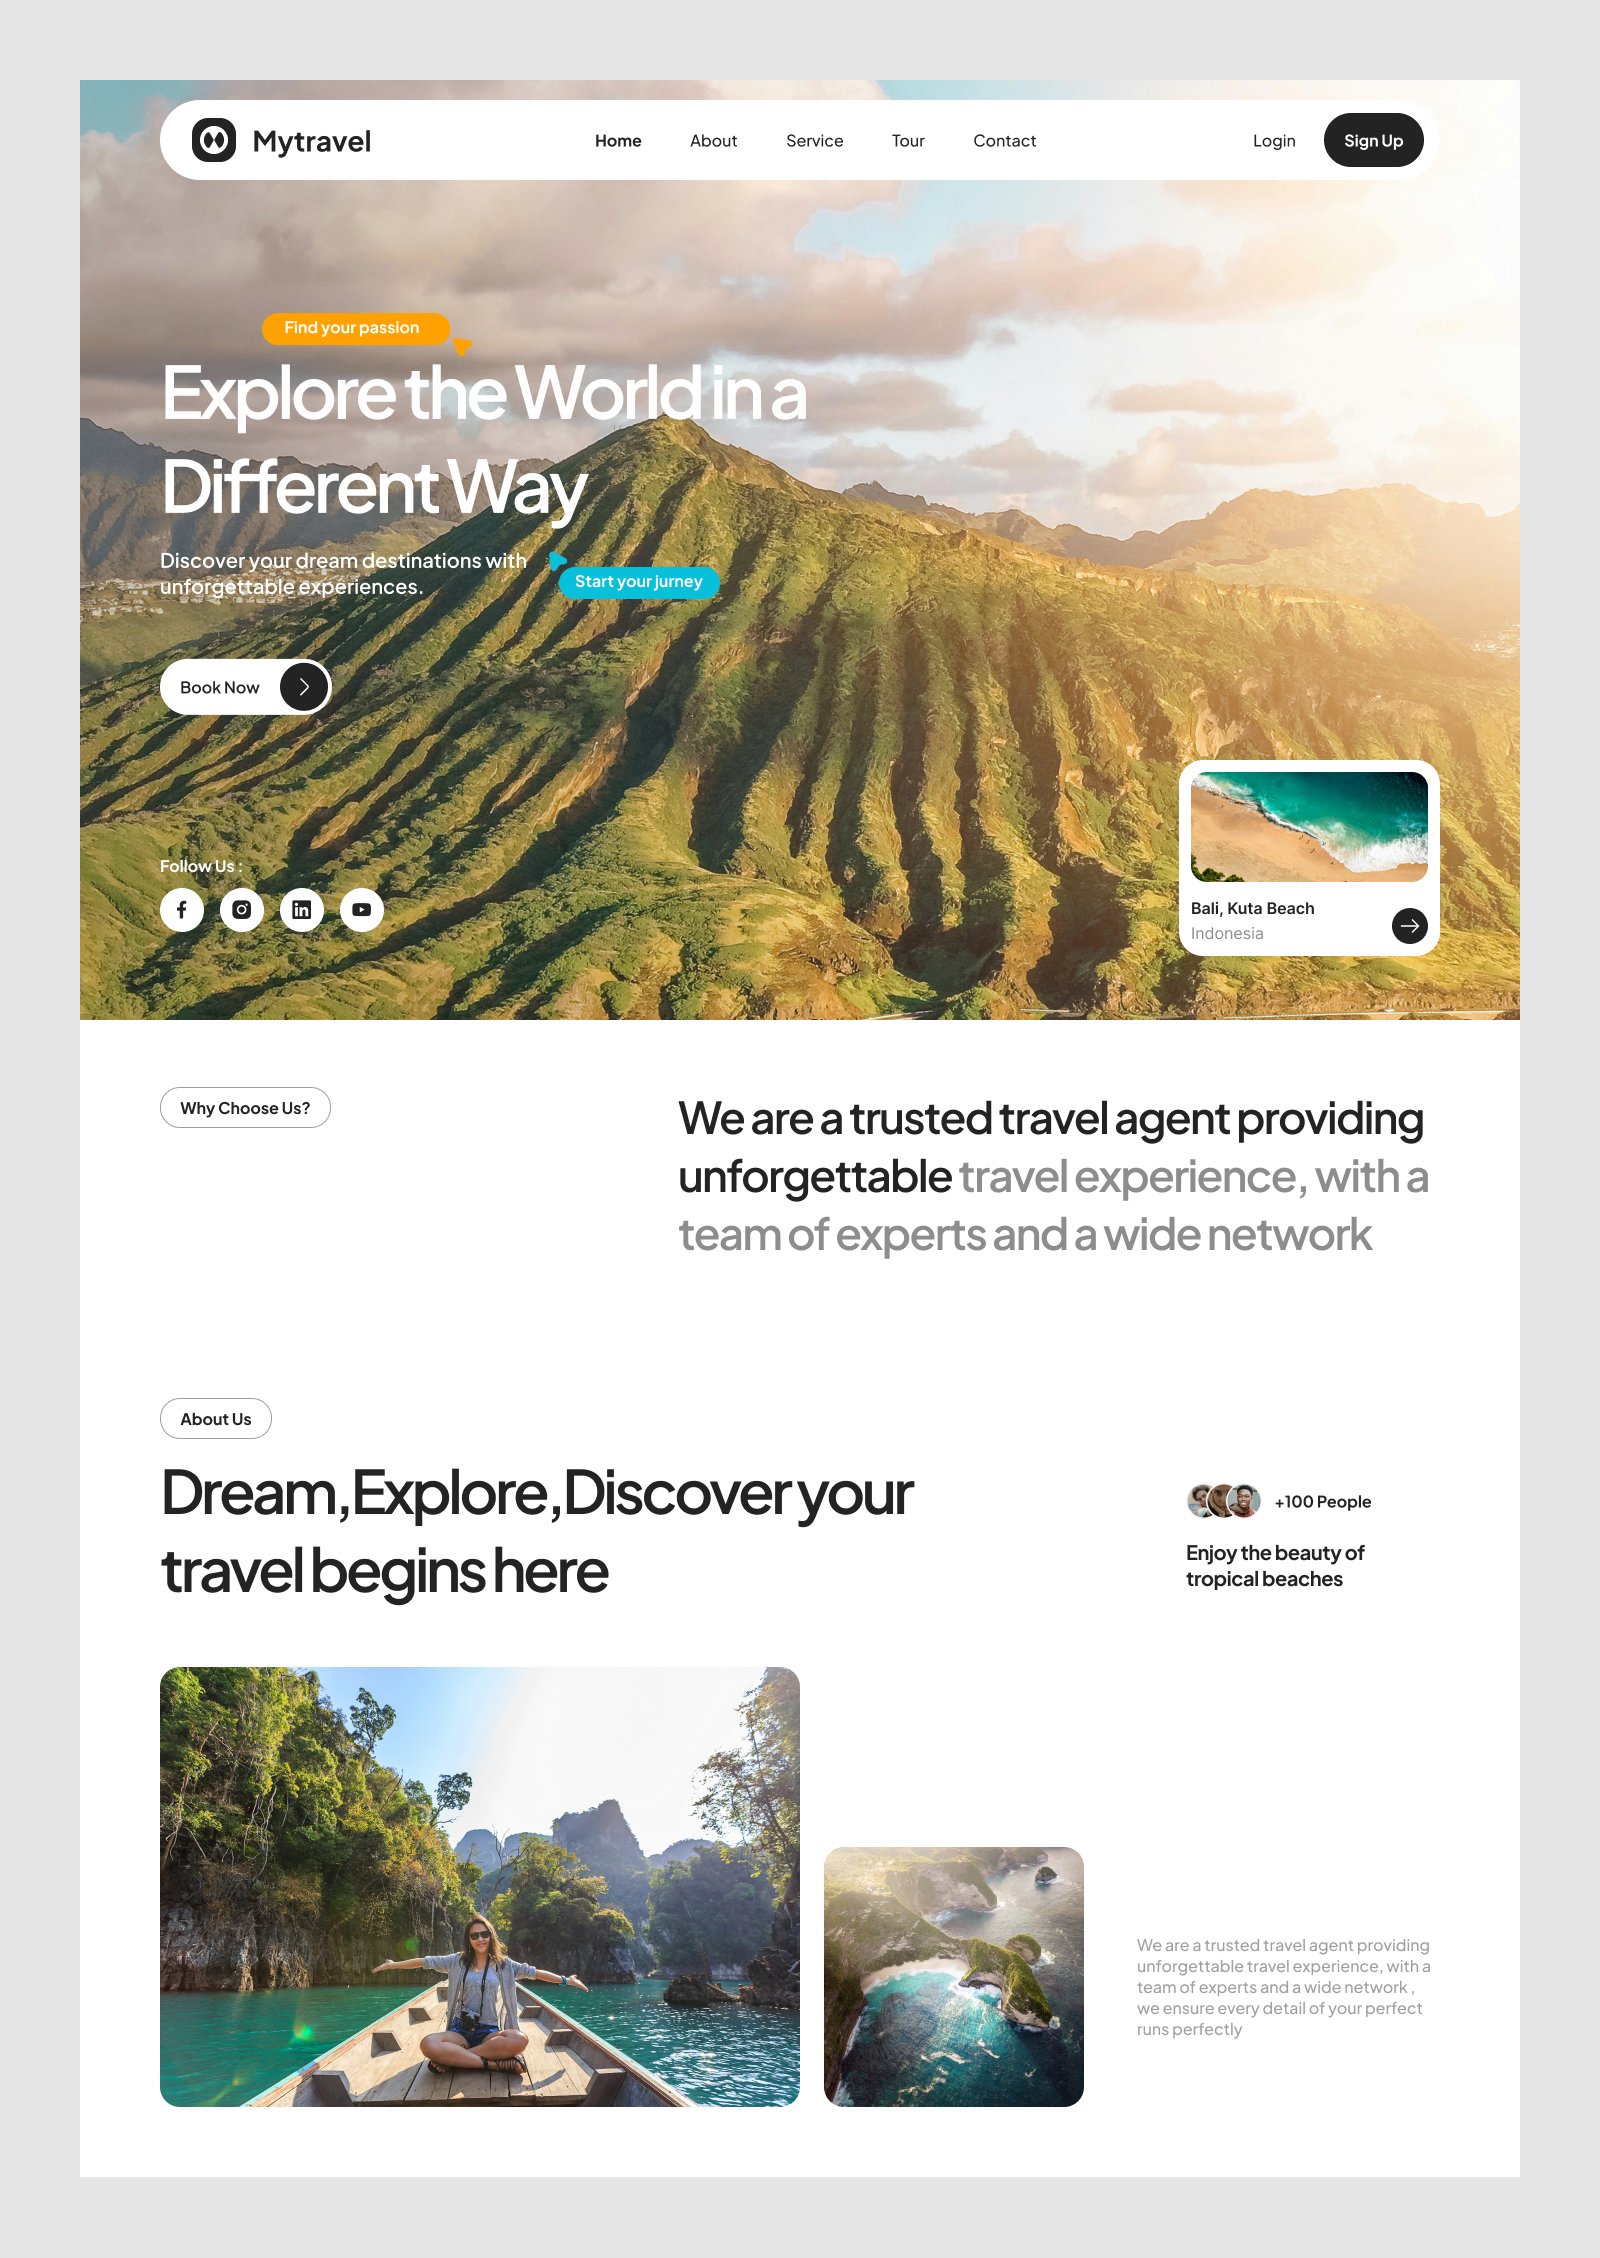 Mytravel
Home
About
Service
Tour
Contact
Login
Sign Up
Find your passion
Explore the World in a
Different Way
Discover your dream destinations with
unforgettable experiences.
Start your jurney
Book Now
Follow Us :
Bali, Kuta Beach
Indonesia
Why Choose Us?
We are a trusted travel agent providing
unforgettable travel experience, with a
team of experts and a wide network
About Us
Dream,Explore,Discover your
travel begins here
+100 People
Enjoy the beauty of
tropical beaches
We are a trusted travel agent providing
unforgettable travel experience, with a
team of experts and a wide network ,
we ensure every detail of your perfect
runs perfectly